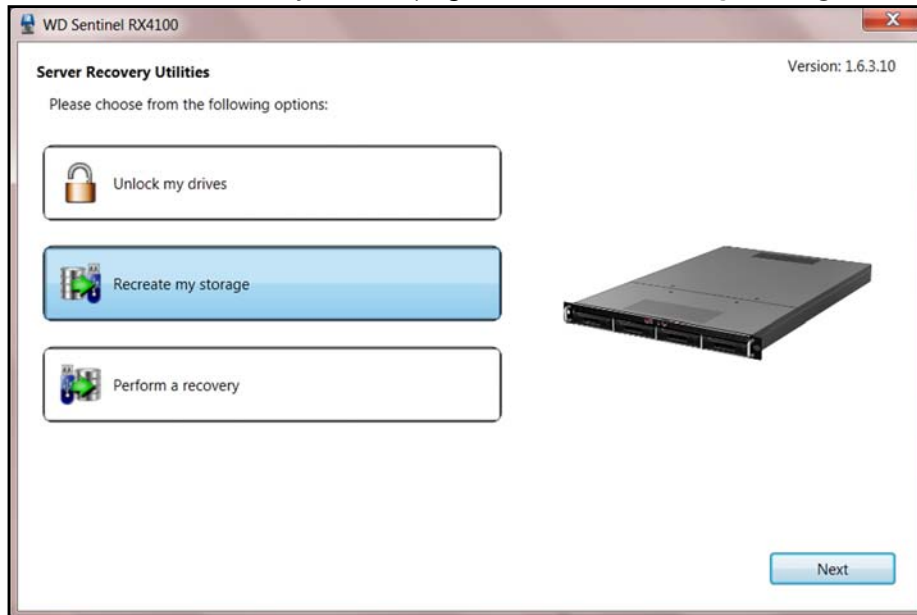 WD Sentinel RX4100
Server Recovery Utilities
Version: 1.6.3.10
Please choose from the following options:
Unlock my drives
Recreate my storage
Perform a recovery
Next